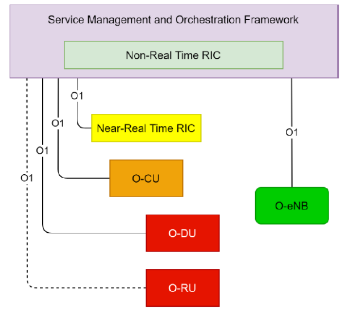 Service Management and Orchestration Framework
Non-Real Time RIC
O1
Near-Real Time RIC
O1
O1
O-CU
O1
O1
O-eNB
O-DU
O-RU